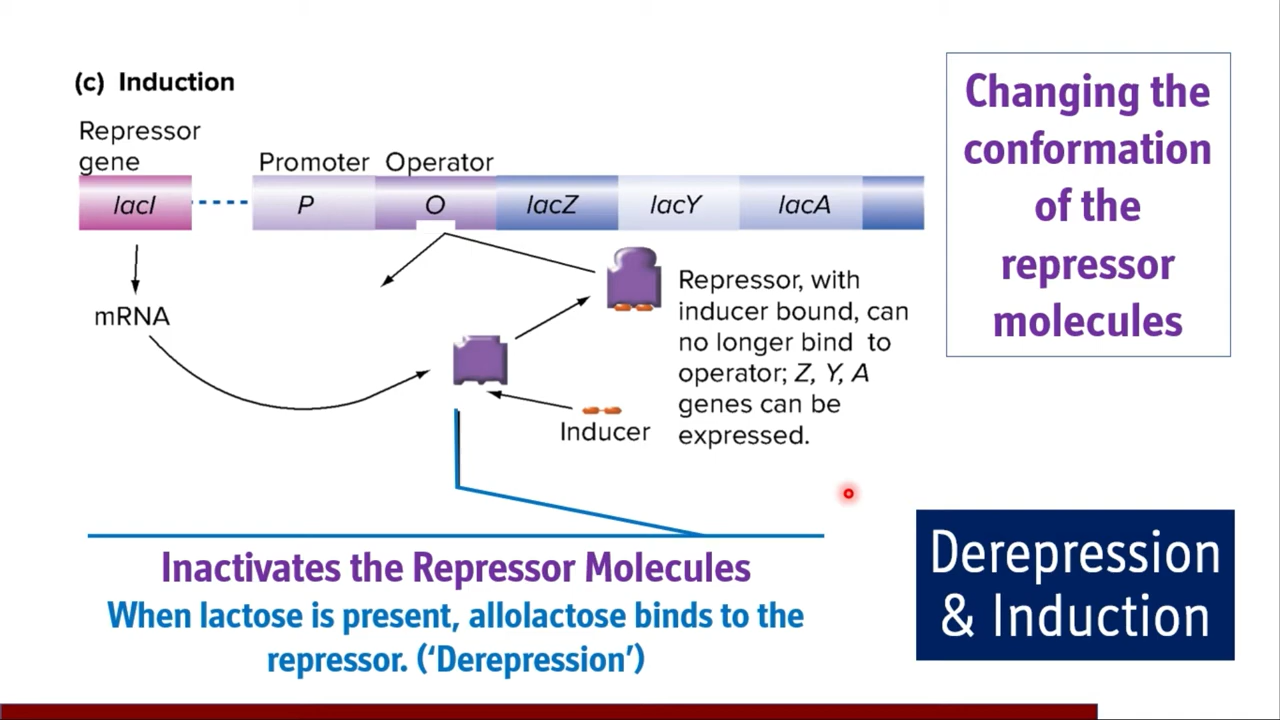 (c) Induction
Repressor
gene
Promoter
Operator
lacI
P
O
lacZ
lacY
lacA
mRNA
Inducer
Repressor, with
inducer bound, can
no longer bind to
operator; Z, Y, A
genes can be
expressed.
Changing the
conformation
of the
repressor
molecules
Inactivates the Repressor Molecules
When lactose is present, allolactose binds to the
repressor. (‘Derepression’)
Derepression
& Induction